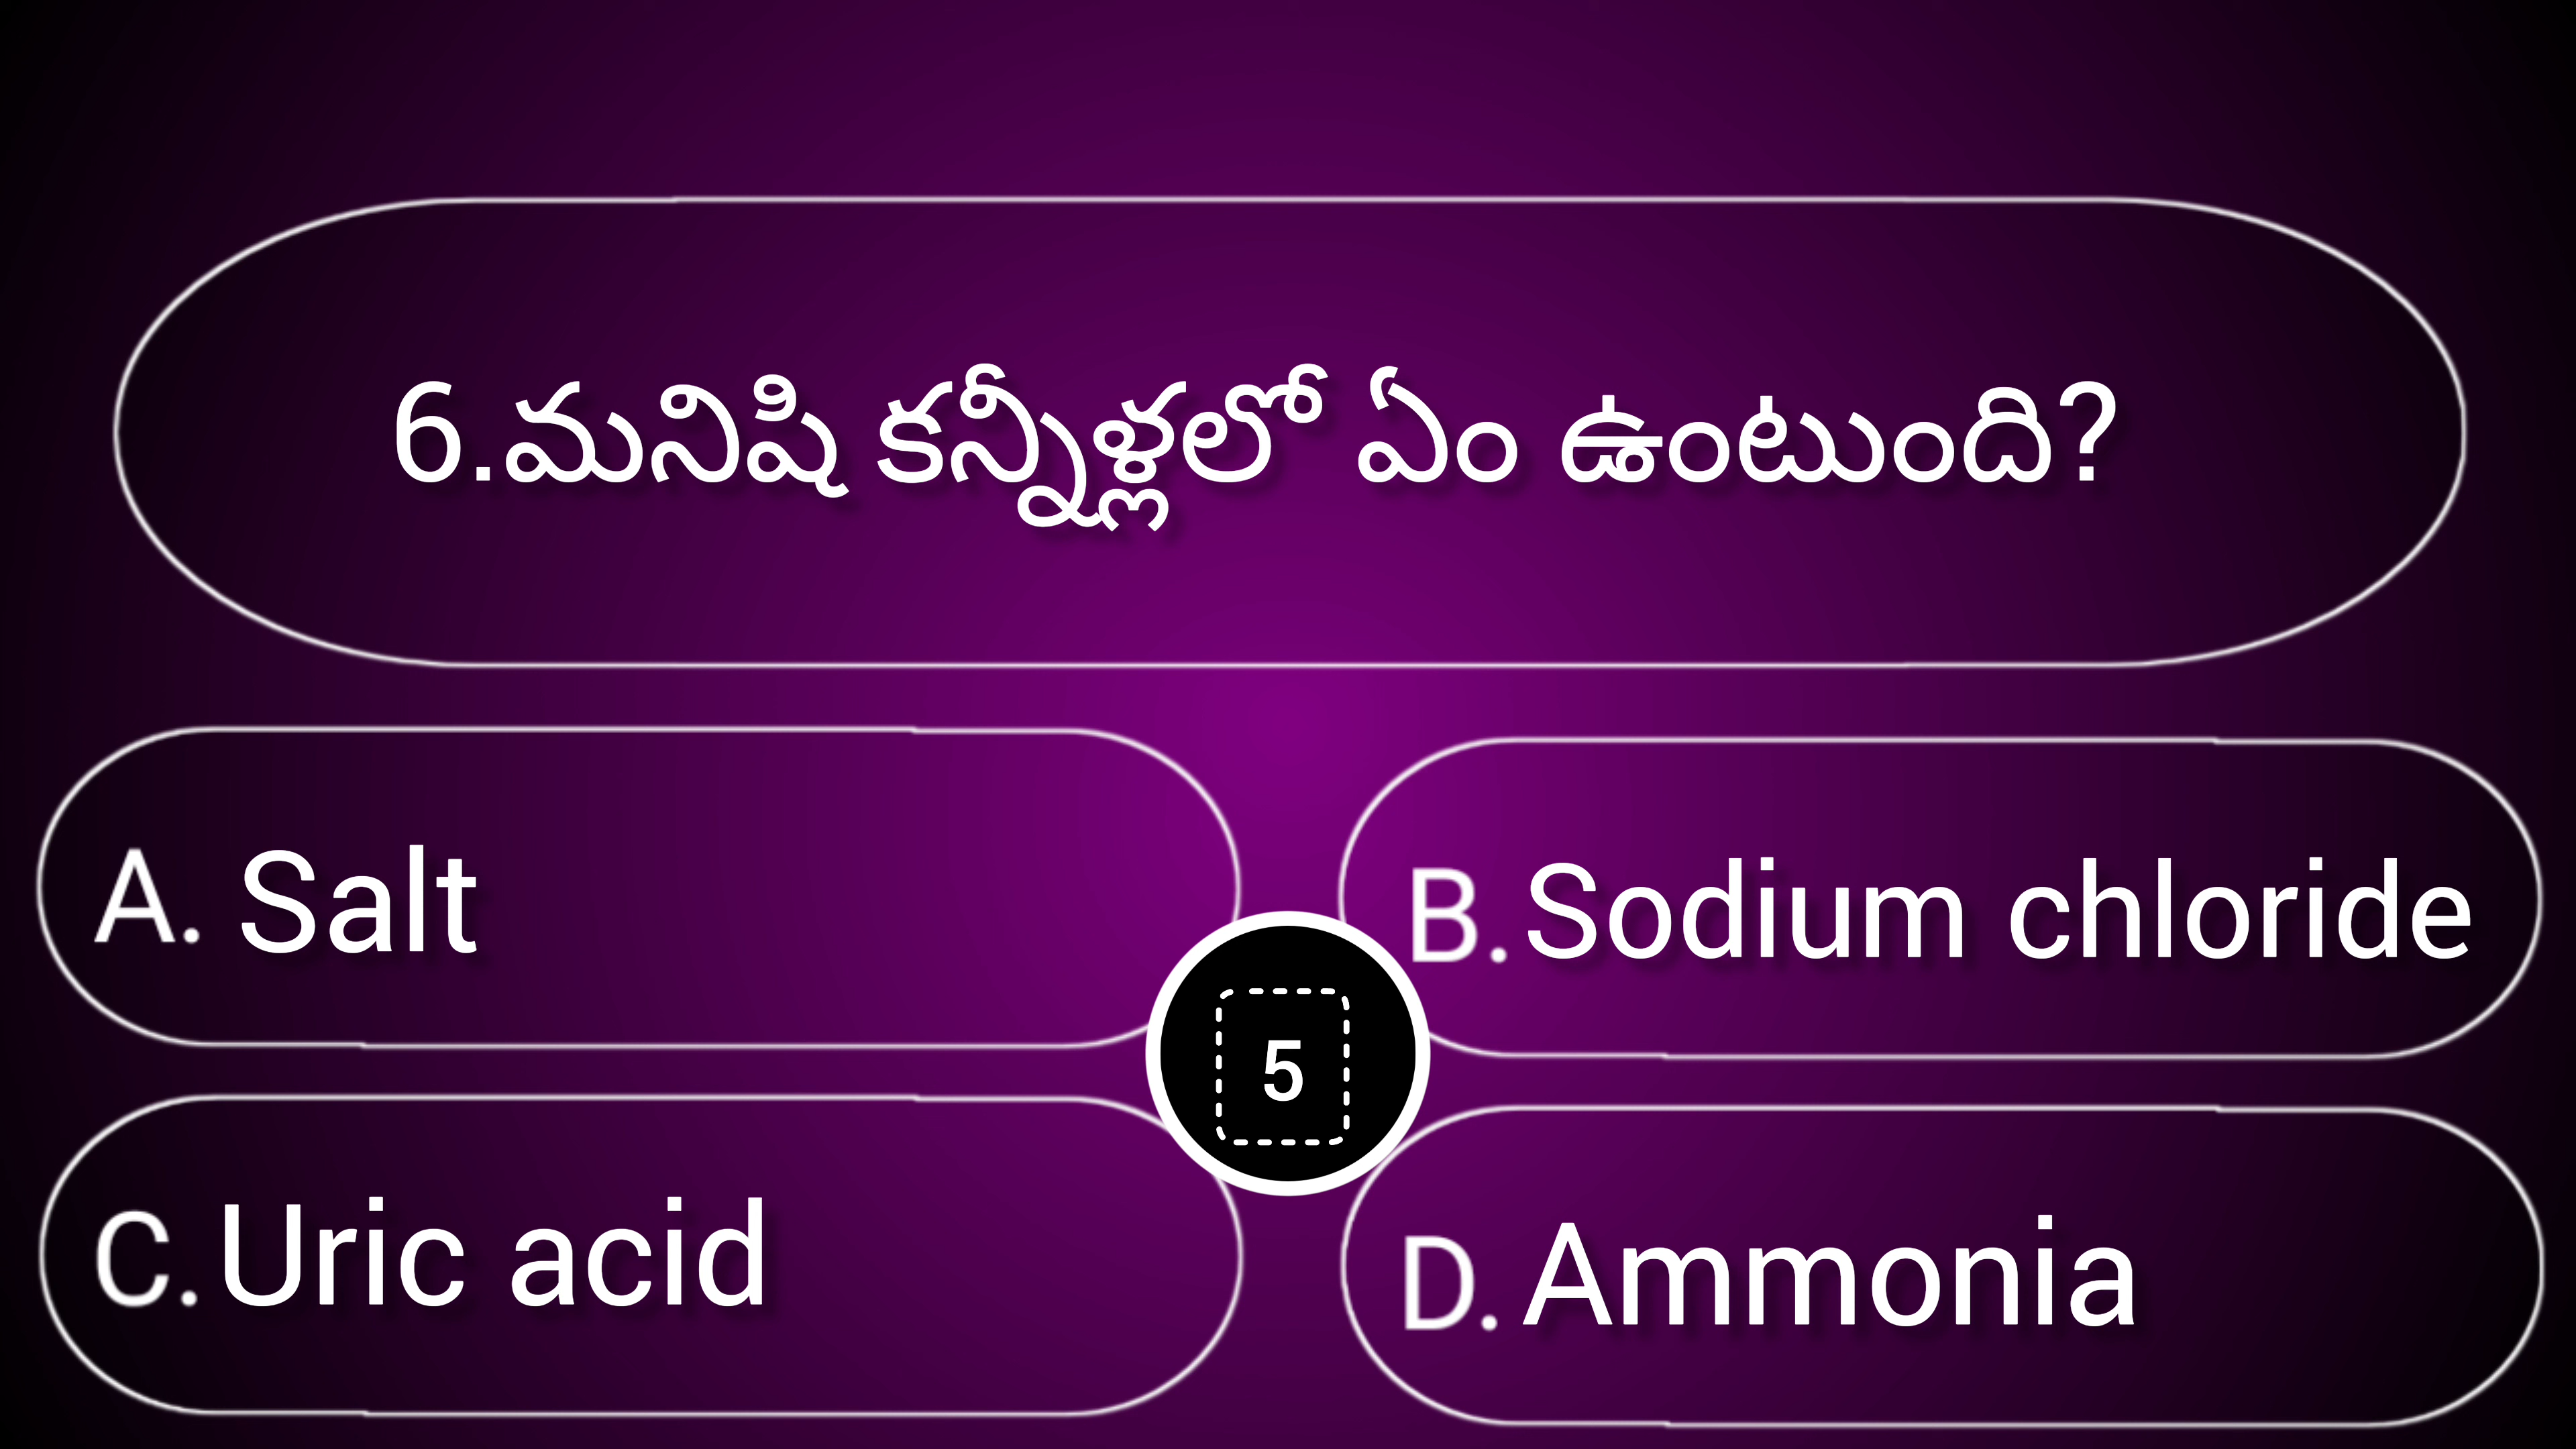 6.మనిషి కన్నీళ్లలో ఏం ఉంటుంది?
A. Salt
B. Sodium chloride
5
C. Uric acid
D. Ammonia